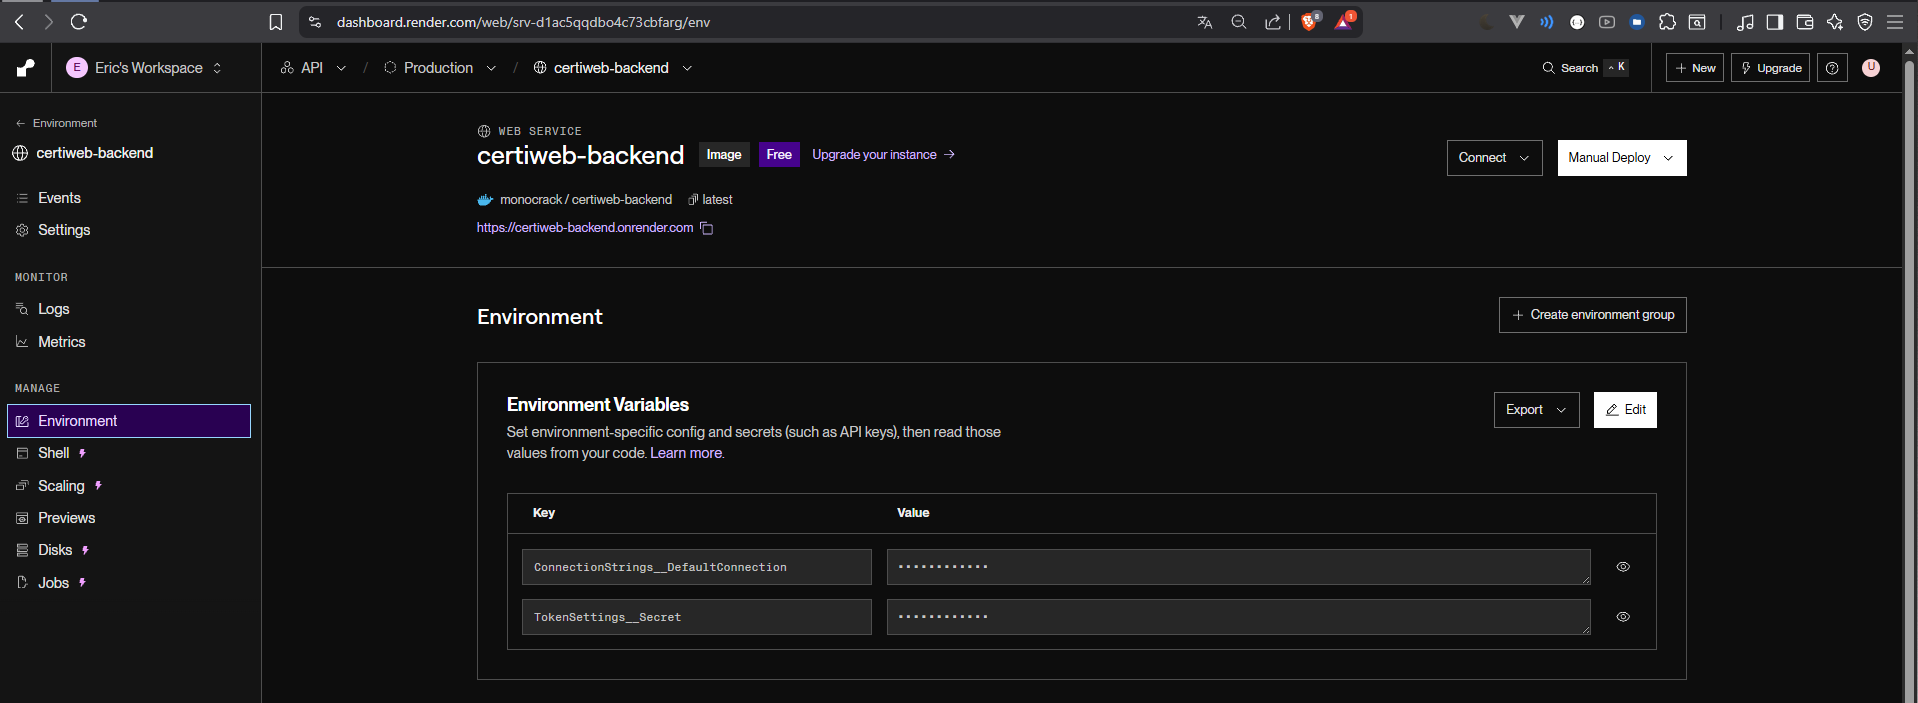 dashboard.render.com/web/srv-d1ac5qqdbo4c73cbfarg/env
8
1
E Eric's Workspace
API / Production / certiweb-backend
Search K
New
Upgrade
U
Environment
certiweb-backend
Events
Settings
MONITOR
Logs
Metrics
MANAGE
Environment
Shell
Scaling
Previews
Disks
Jobs
WEB SERVICE
certiweb-backend Image Free Upgrade your instance →
Connect
Manual Deploy
monocrack / certiweb-backend latest
https://certiweb-backend.onrender.com
Environment
+ Create environment group
Environment Variables
Set environment-specific config and secrets (such as API keys), then read those
values from your code. Learn more.
Export
Edit
Key Value
ConnectionStrings__DefaultConnection ••••••••••••
TokenSettings__Secret ••••••••••••